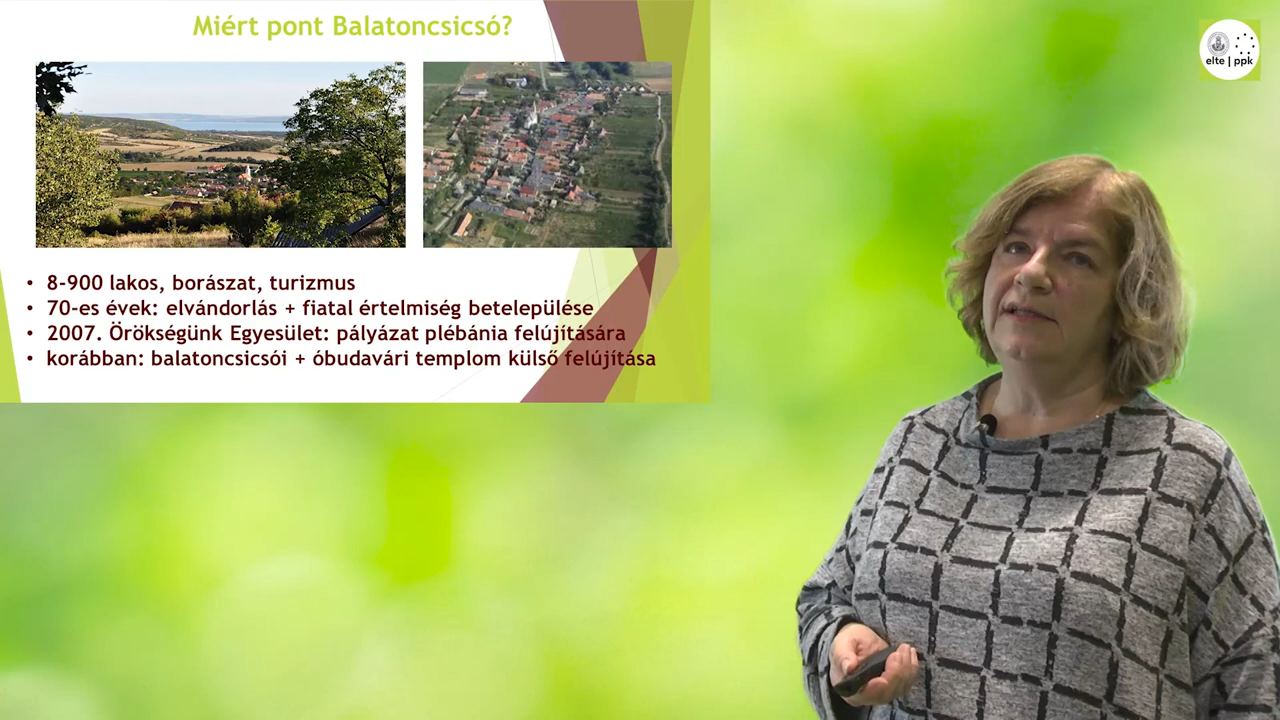 Miért pont Balatoncsicsó?
• 8-900 lakos, borászat, turizmus
• 70-es évek: elvándorlás + fiatal értelmiség betelepülése
• 2007. Örökségünk Egyesület: pályázat plébánia felújítására
• korábban: balatoncsicsói + óbudavári templom külső felújítása
elte | ppk